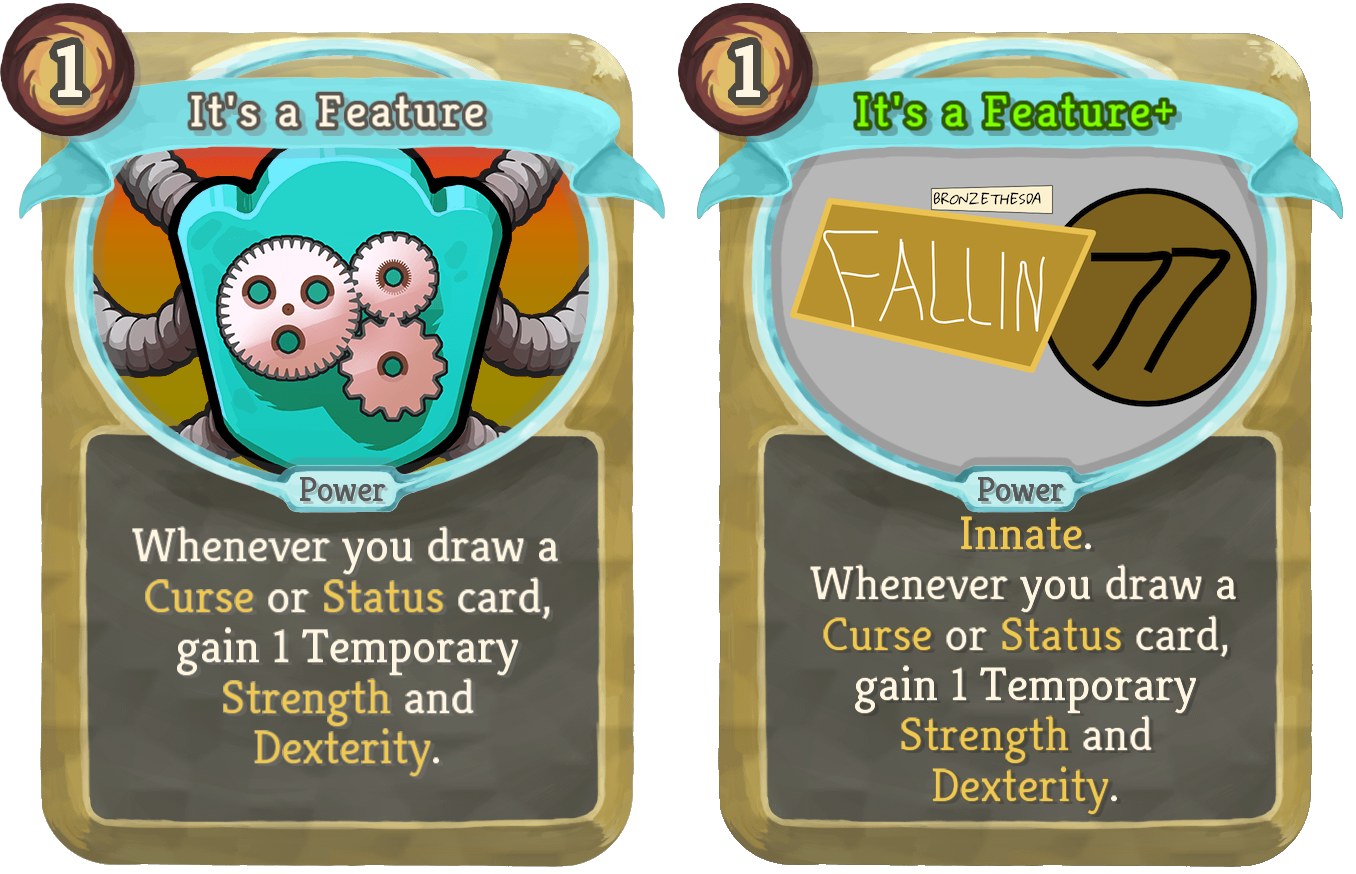 1
It's a Feature
Power
Whenever you draw a
Curse or Status card,
gain 1 Temporary
Strength and
Dexterity.
1
It's a Feature+
BRONZETHESDA
FALLIN
77
Power
Innate.
Whenever you draw a
Curse or Status card,
gain 1 Temporary
Strength and
Dexterity.